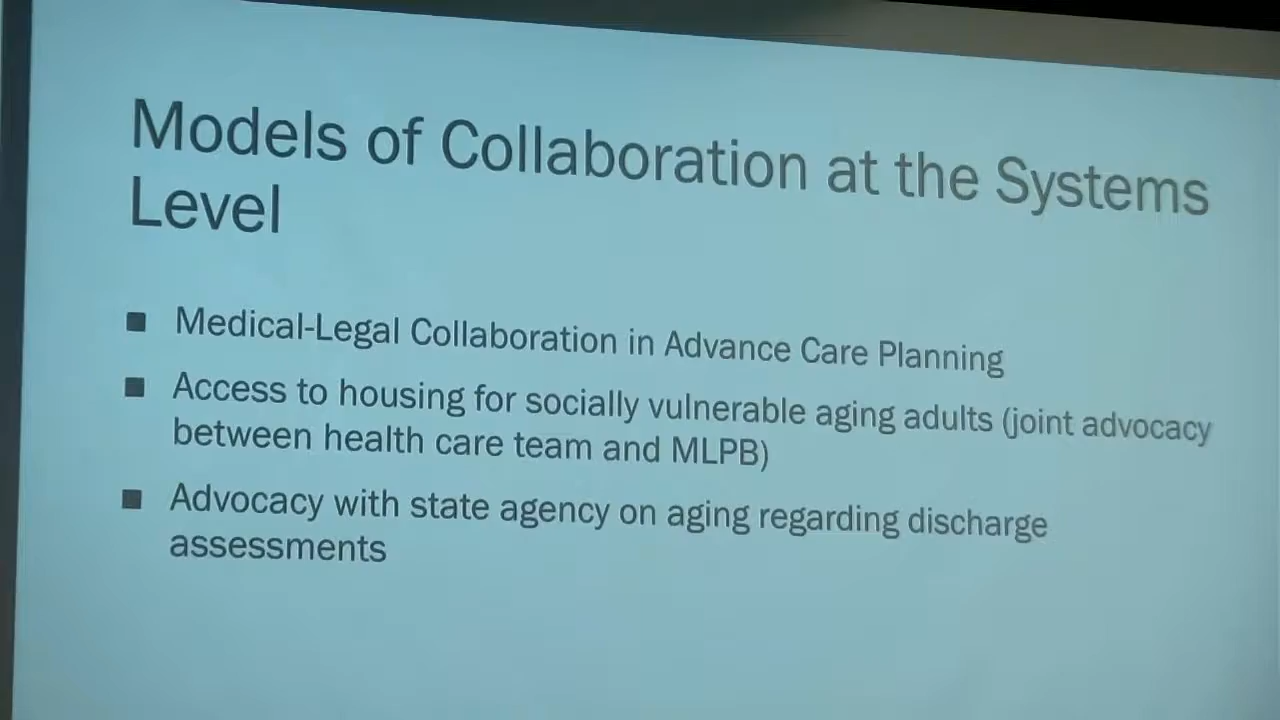 Models of Collaboration at the Systems
Level
■ Medical-Legal Collaboration in Advance Care Planning
■ Access to housing for socially vulnerable aging adults (joint advocacy
between health care team and MLPB)
■ Advocacy with state agency on aging regarding discharge
assessments